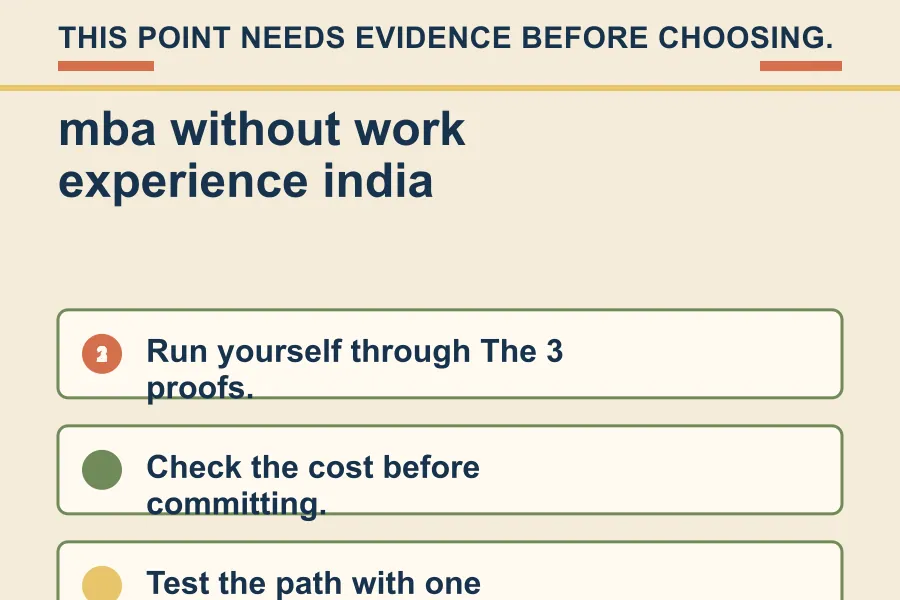 THIS POINT NEEDS EVIDENCE BEFORE CHOOSING.
mba without work
experience india
Run yourself through The 3
proofs.
Check the cost before
committing.
Test the path with one